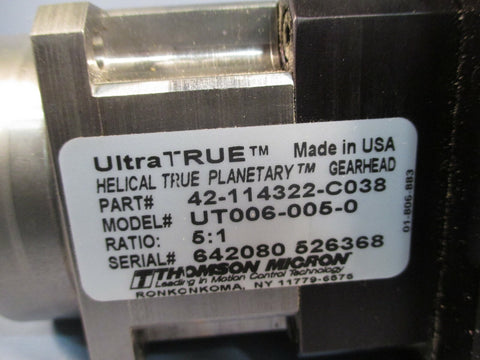 UltraTRUE™ Made in USA
HELICAL TRUE PLANETARY™ GEARHEAD
PART# 42-114322-C038
MODEL# UT006-005-0
RATIO: 5:1
SERIAL# 642080 526368
THOMSON MICRON
Leading in Motion Control Technology
RONKONKOMA, NY 11779-6675
01-806-883